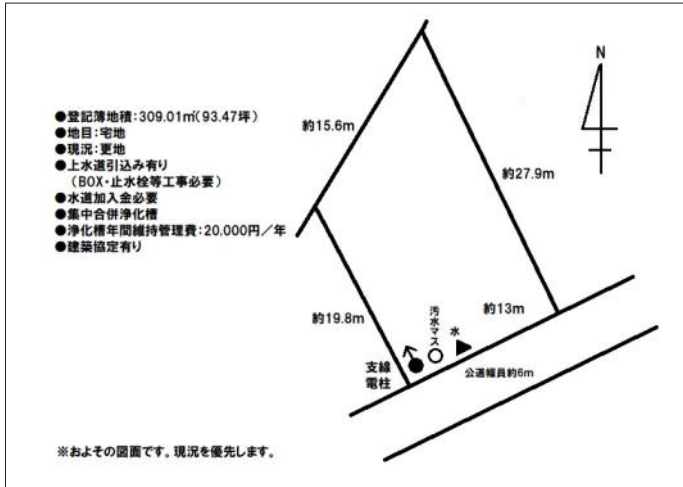 ●登記簿地積:309.01㎡(93.47坪)
●地目:宅地
●現況:更地
●上水道引込み有り
(BOX・止水栓等工事必要)
●水道加入金必要
●集中合併浄化槽
●浄化槽年間維持管理費:20,000円/年
●建築協定有り
約15.6m
N
約27.9m
約19.8m
汚水マス
水
約13m
支線
電柱
公道幅員約6m
※およその図面です。現況を優先します。